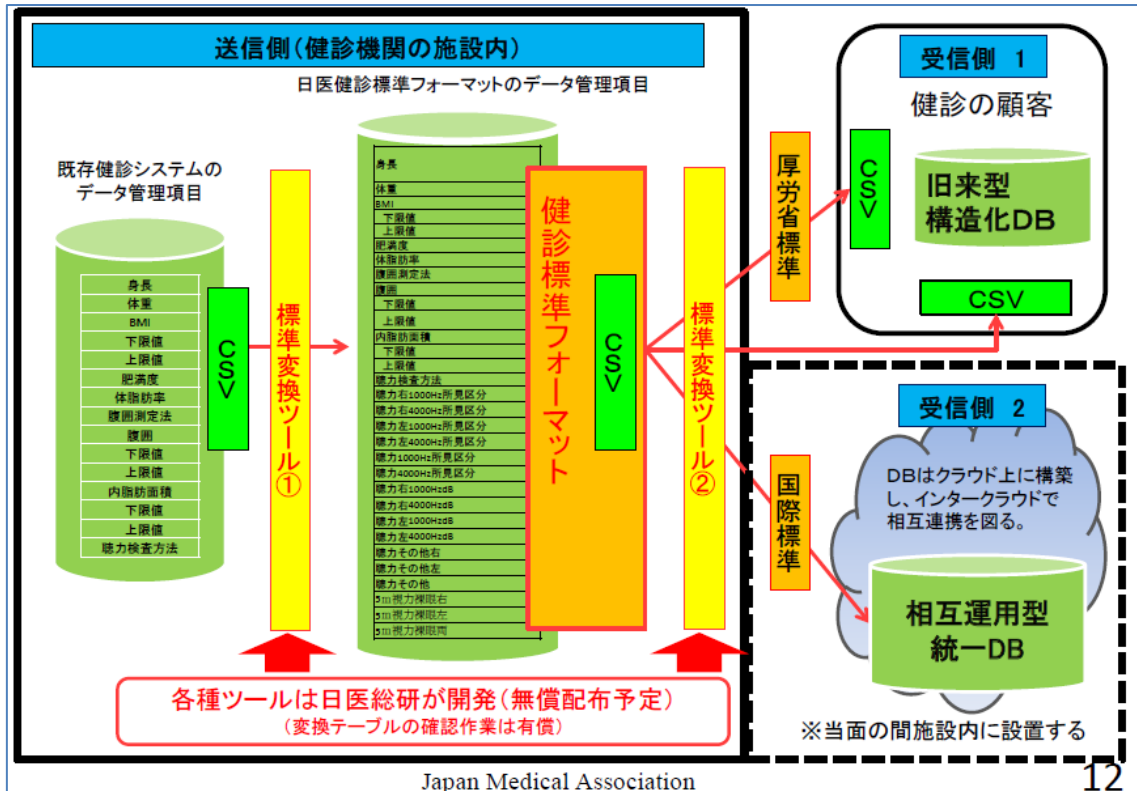 送信側(健診機関の施設内)
日医健診標準フォーマットのデータ管理項目
既存健診システムの
データ管理項目
身長
体重
BMI
下限値
上限値
肥満度
体脂肪率
腹囲測定法
腹囲
下限値
上限値
内脂肪面積
下限値
上限値
聴力検査方法
CSV
標準変換ツール①
身長
体重
BMI
下限値
上限値
肥満度
体脂肪率
腹囲測定法
腹囲
下限値
上限値
内脂肪面積
下限値
上限値
聴力検査方法
聴力右1000Hz所見区分
聴力右4000Hz所見区分
聴力左1000Hz所見区分
聴力左4000Hz所見区分
聴力1000Hz所見区分
聴力4000Hz所見区分
聴力右1000HzdB
聴力右4000HzdB
聴力左1000HzdB
聴力左4000HzdB
聴力その他右
聴力その他左
聴力その他
5m視力裸眼右
5m視力裸眼左
5m視力裸眼両
健診標準フォーマット
CSV
標準変換ツール②
各種ツールは日医総研が開発(無償配布予定)
(変換テーブルの確認作業は有償)
厚労省標準
国際標準
受信側 1
健診の顧客
CSV
旧来型
構造化DB
CSV
受信側 2
DBはクラウド上に構築
し、インタークラウドで
相互連携を図る。
相互運用型
統一DB
※当面の間施設内に設置する
Japan Medical Association
12